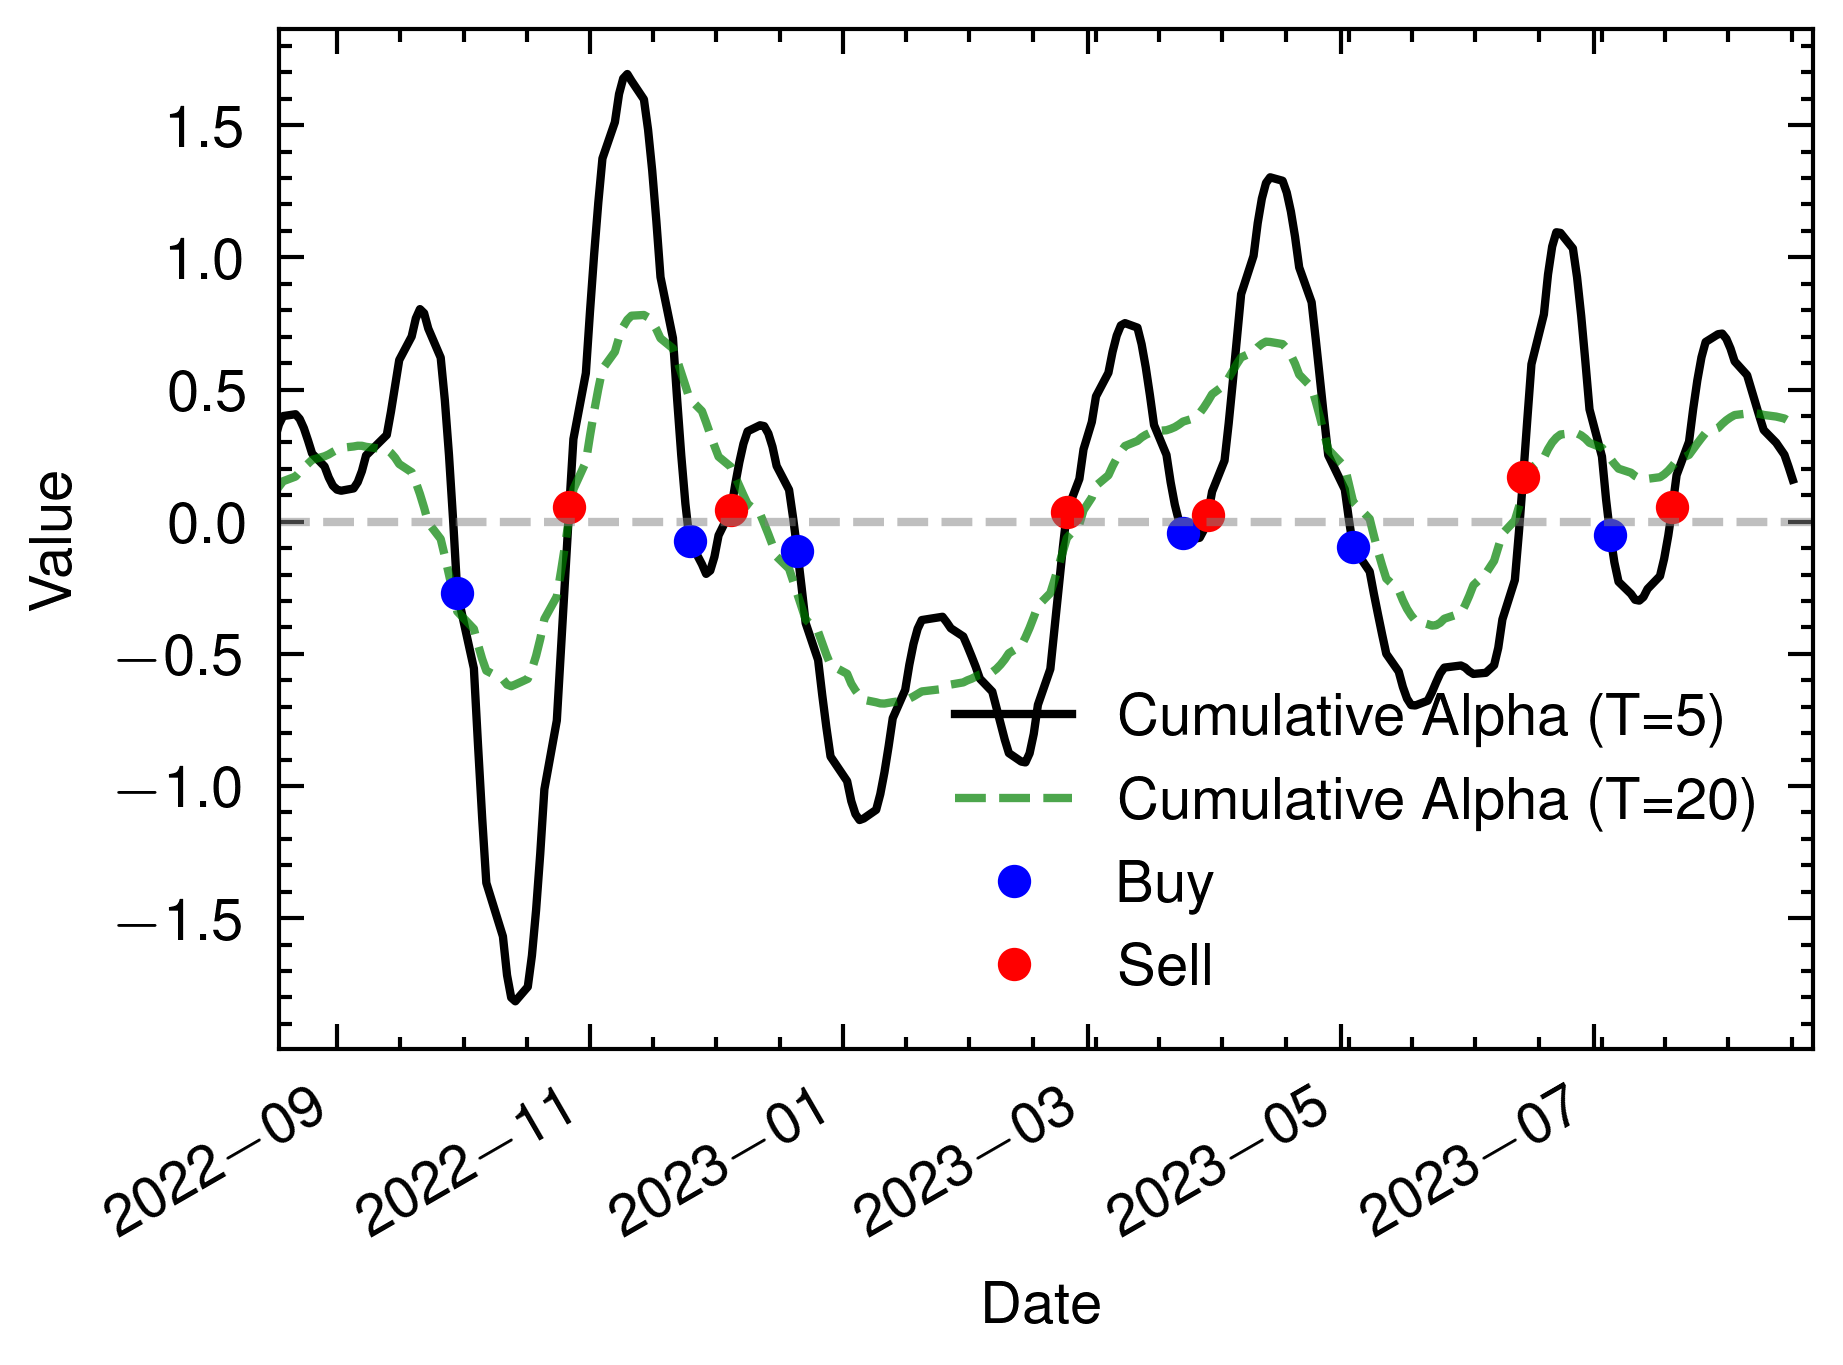 1.5
1.0
0.5
0.0
−0.5
−1.0
−1.5
Value
Cumulative Alpha (T=5)
Cumulative Alpha (T=20)
Buy
Sell
2022−09
2022−11
2023−01
2023−03
2023−05
2023−07
Date